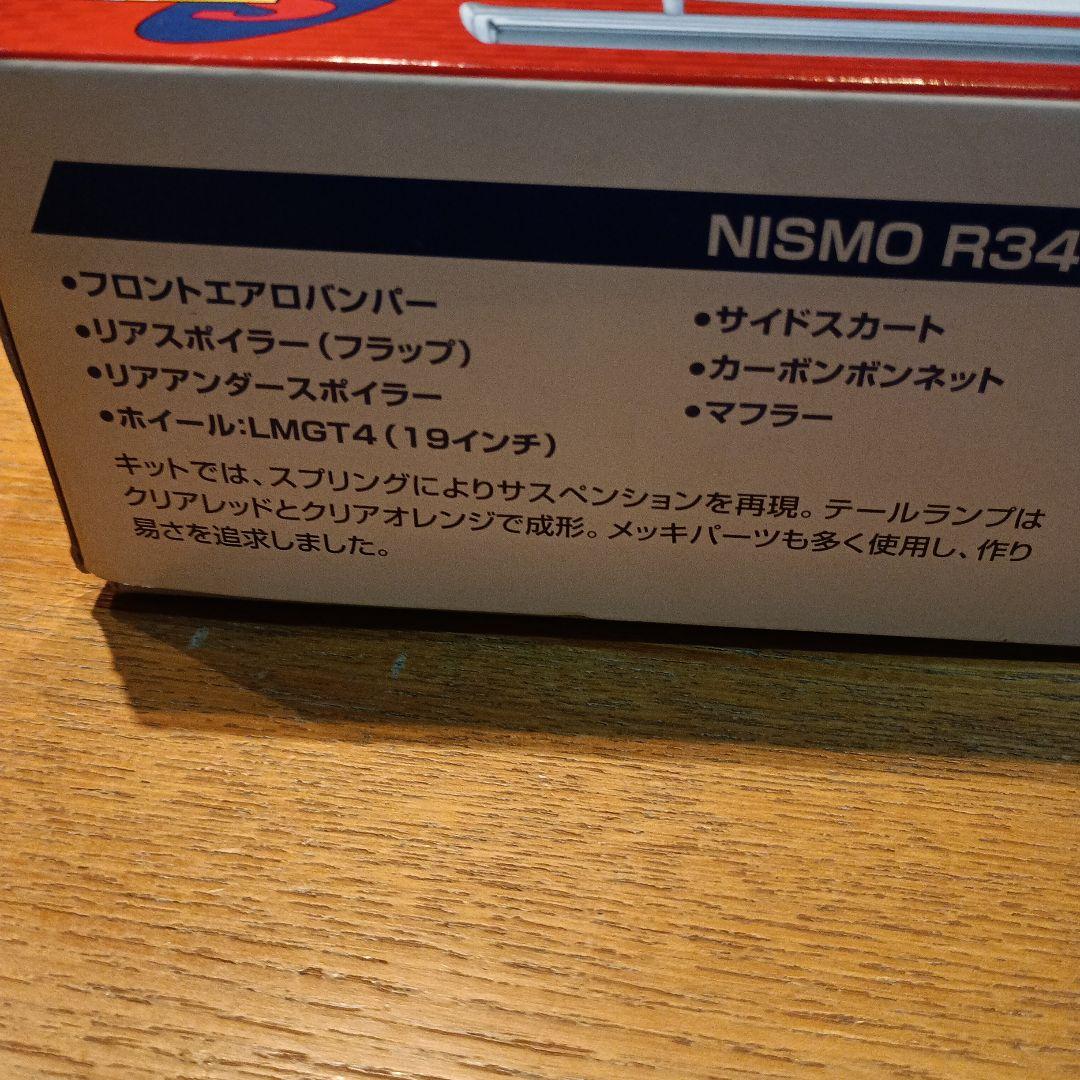 NISMO R34
•フロントエアロバンパー
•リアスポイラー(フラップ)
•リアアンダースポイラー
•ホイール:LMGT4(19インチ)
•サイドスカート
•カーボンボンネット
•マフラー
キットでは、スプリングによりサスペンションを再現。テールランプは
クリアレッドとクリアオレンジで成形。メッキパーツも多く使用し、作り
易さを追求しました。